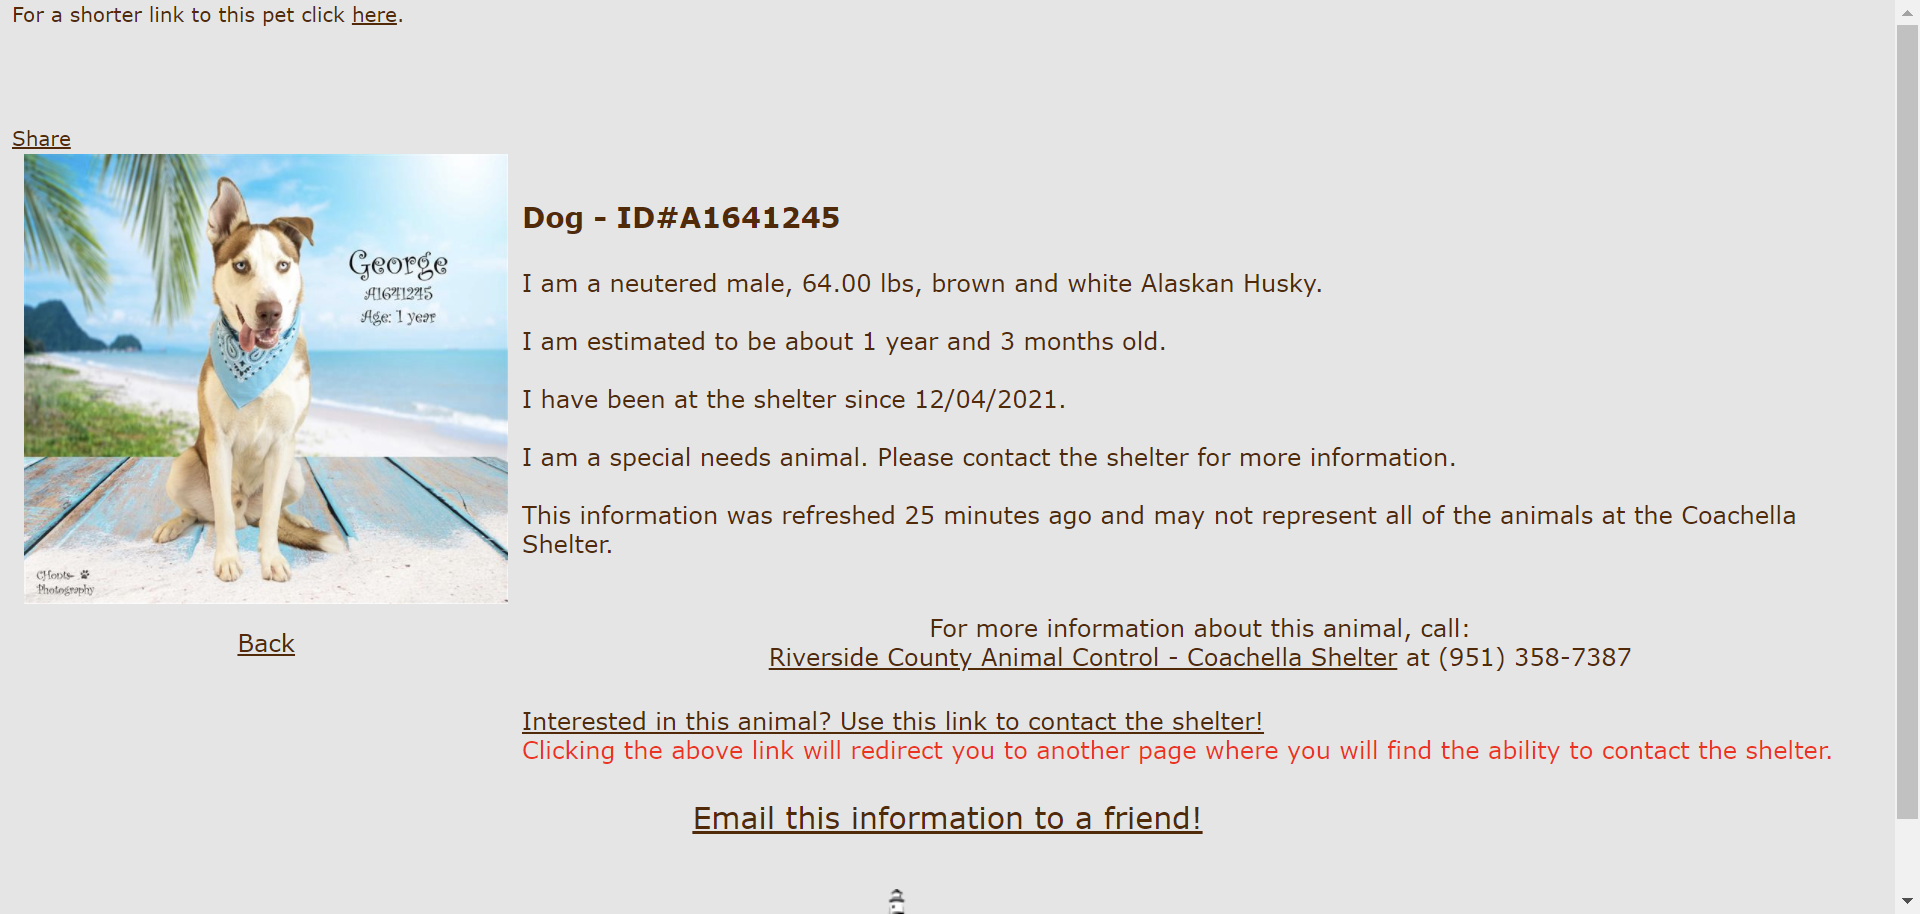 For a shorter link to this pet click here.
Share
George
A1641245
Age: 1 year
CHonts
Photography
Back
Dog - ID#A1641245
I am a neutered male, 64.00 lbs, brown and white Alaskan Husky.
I am estimated to be about 1 year and 3 months old.
I have been at the shelter since 12/04/2021.
I am a special needs animal. Please contact the shelter for more information.
This information was refreshed 25 minutes ago and may not represent all of the animals at the Coachella
Shelter.
For more information about this animal, call:
Riverside County Animal Control - Coachella Shelter at (951) 358-7387
Interested in this animal? Use this link to contact the shelter!
Clicking the above link will redirect you to another page where you will find the ability to contact the shelter.
Email this information to a friend!